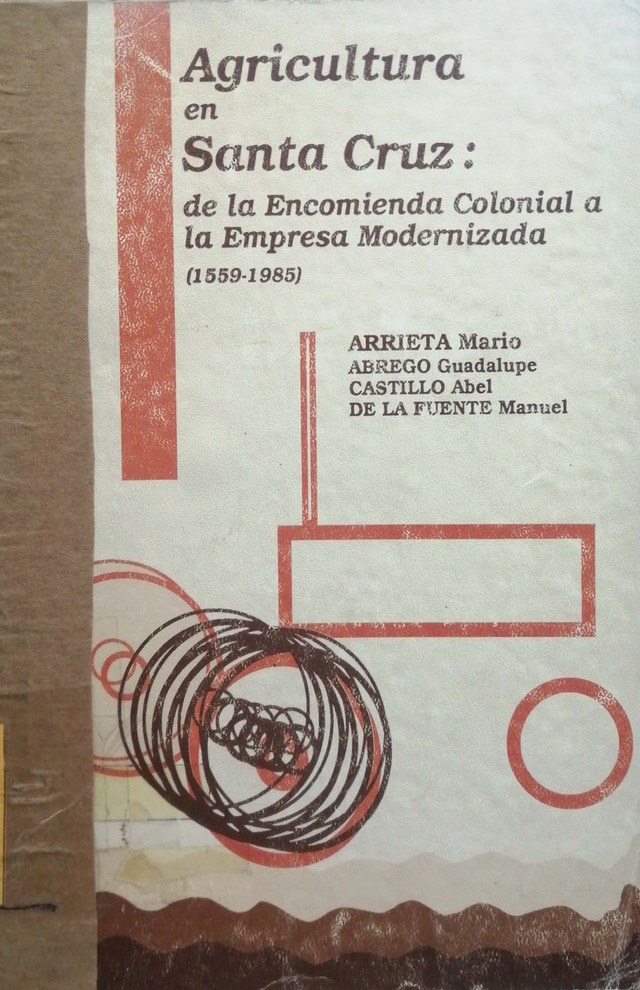 Agricultura
en
Santa Cruz:
de la Encomienda Colonial a
la Empresa Modernizada
(1559-1985)
ARRIETA Mario
ABREGO Guadalupe
CASTILLO Abel
DE LA FUENTE Manuel